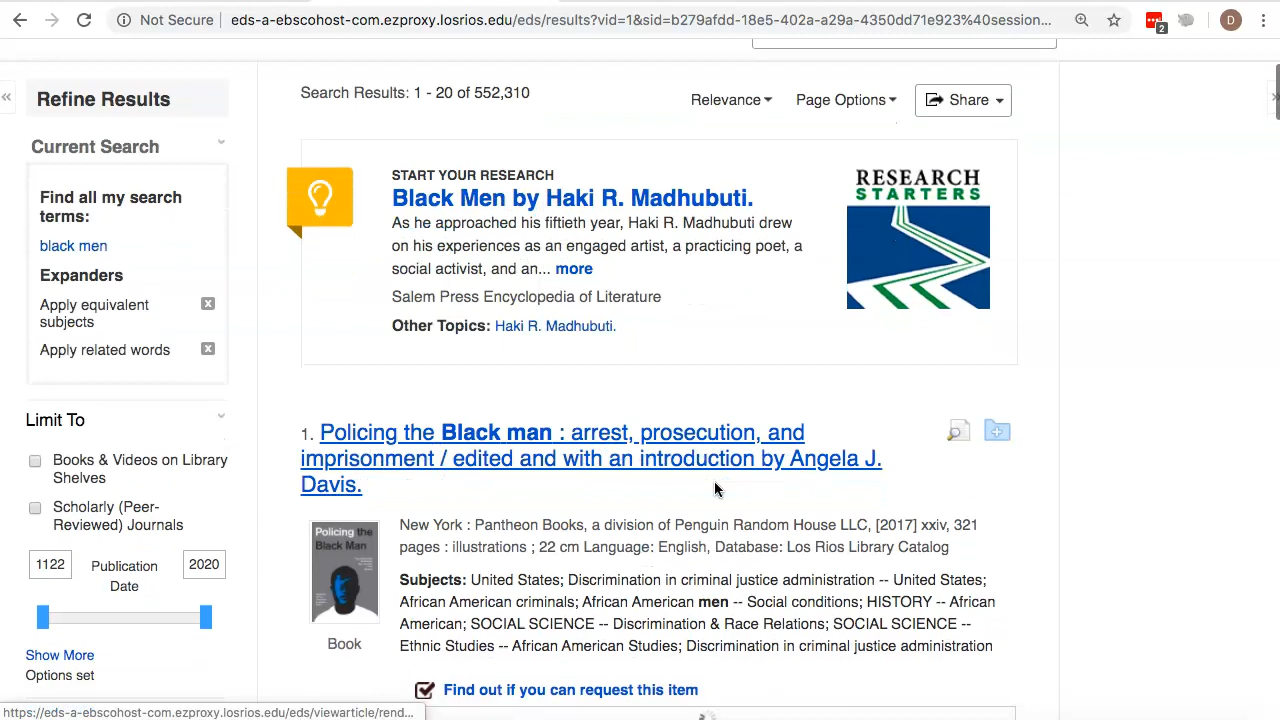 Not Secure
eds-a-ebscohost-com.ezproxy.losrios.edu/eds/results?vid=1&sid=b279afdd-18e5-402a-a29a-4350dd71e923%40session...
2
D
Refine Results
Current Search
Find all my search
terms:
black men
Expanders
Apply equivalent
subjects
Apply related words
Limit To
Books & Videos on Library
Shelves
Scholarly (Peer-
Reviewed) Journals
1122
Publication
Date
2020
Show More
Options set
Search Results: 1 - 20 of 552,310
Relevance
Page Options
Share
START YOUR RESEARCH
Black Men by Haki R. Madhubuti.
As he approached his fiftieth year, Haki R. Madhubuti drew
on his experiences as an engaged artist, a practicing poet, a
social activist, and an... more
Salem Press Encyclopedia of Literature
Other Topics: Haki R. Madhubuti.
RESEARCH
STARTERS
1. Policing the Black man : arrest, prosecution, and
imprisonment / edited and with an introduction by Angela J.
Davis.
Policing the
Black Man
Book
New York : Pantheon Books, a division of Penguin Random House LLC, [2017] xxiv, 321
pages : illustrations ; 22 cm Language: English, Database: Los Rios Library Catalog
Subjects: United States; Discrimination in criminal justice administration -- United States;
African American criminals; African American men -- Social conditions; HISTORY -- African
American; SOCIAL SCIENCE -- Discrimination & Race Relations; SOCIAL SCIENCE --
Ethnic Studies -- African American Studies; Discrimination in criminal justice administration
Find out if you can request this item
https://eds-a-ebscohost-com.ezproxy.losrios.edu/eds/viewarticle/rend...